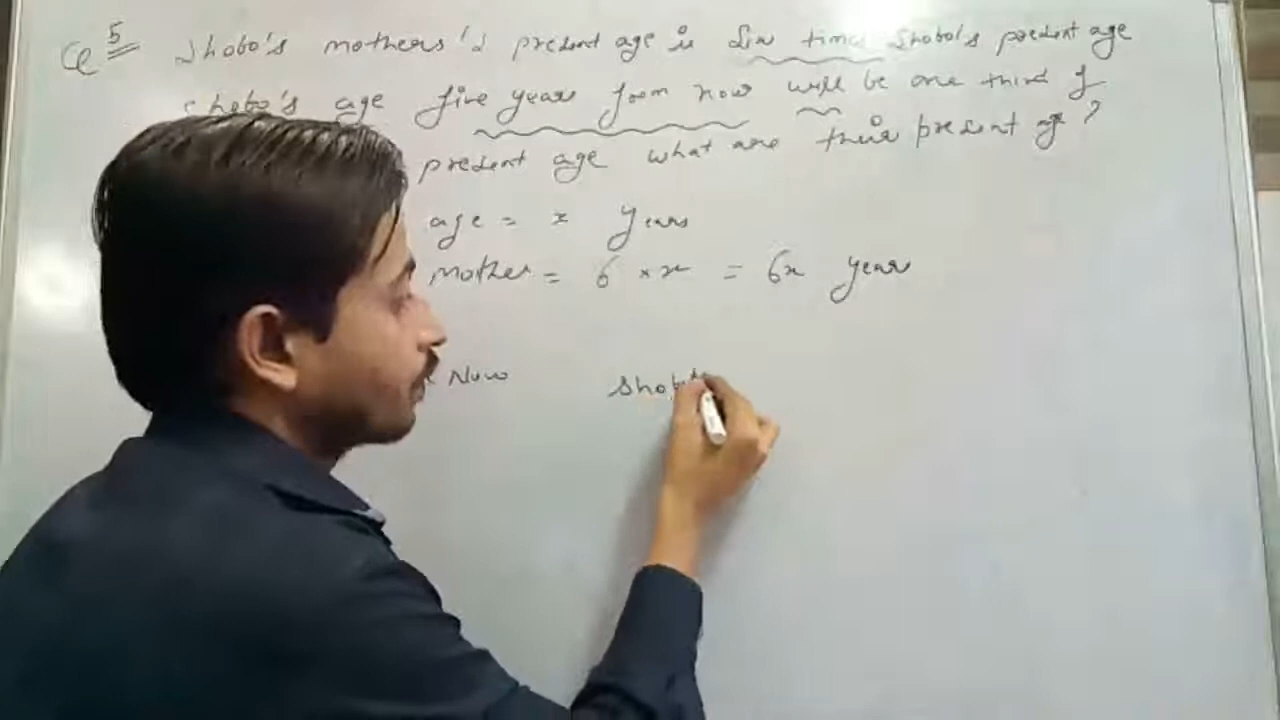 Q5 Shobo's mothers's present age is Six times Shobo's present age
Shobo's age five years from now will be one third of
present age what are their present age?
age = x years
mother = 6 × x = 6x year
Now Shobo's